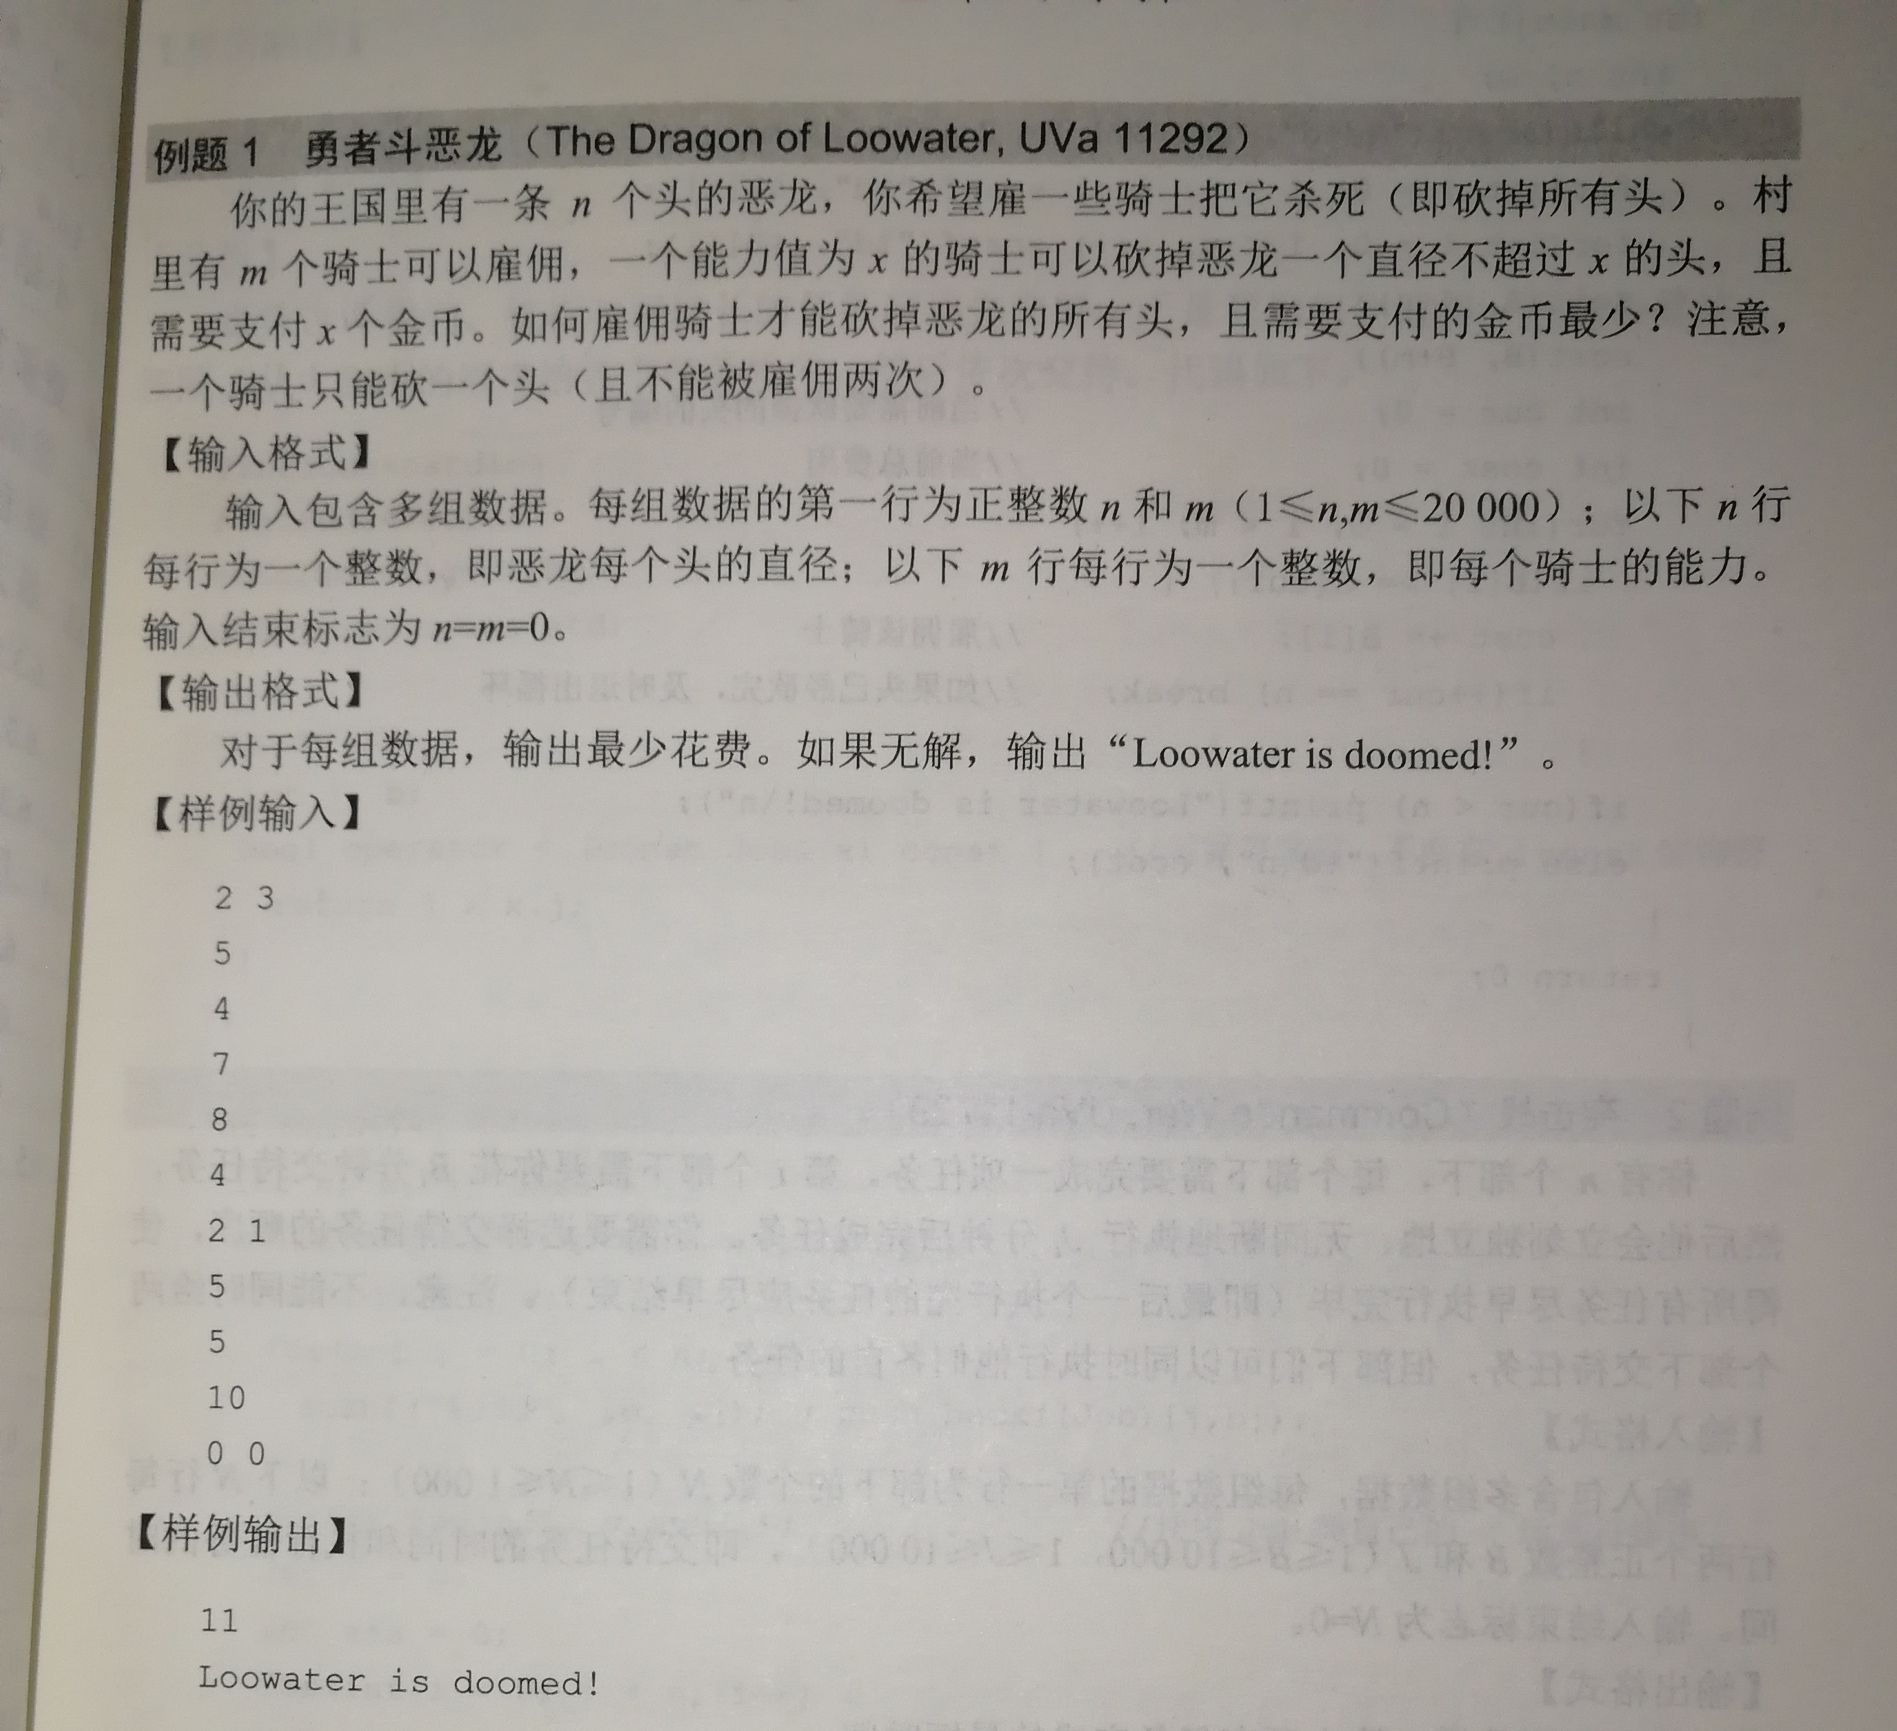 例题 1 勇者斗恶龙（The Dragon of Loowater, UVa 11292）
你的王国里有一条 n 个头的恶龙，你希望雇一些骑士把它杀死（即砍掉所有头）。村
里有 m 个骑士可以雇佣，一个能力值为 x 的骑士可以砍掉恶龙一个直径不超过 x 的头，且
需要支付 x 个金币。如何雇佣骑士才能砍掉恶龙的所有头，且需要支付的金币最少？注意，
一个骑士只能砍一个头（且不能被雇佣两次）。
【输入格式】
输入包含多组数据。每组数据的第一行为正整数 n 和 m（1≤n,m≤20 000）；以下 n 行
每行为一个整数，即恶龙每个头的直径；以下 m 行每行为一个整数，即每个骑士的能力。
输入结束标志为 n=m=0。
【输出格式】
对于每组数据，输出最少花费。如果无解，输出“Loowater is doomed!”。
【样例输入】
2 3
5
4
7
8
4
2 1
5
5
10
0 0
【样例输出】
11
Loowater is doomed!